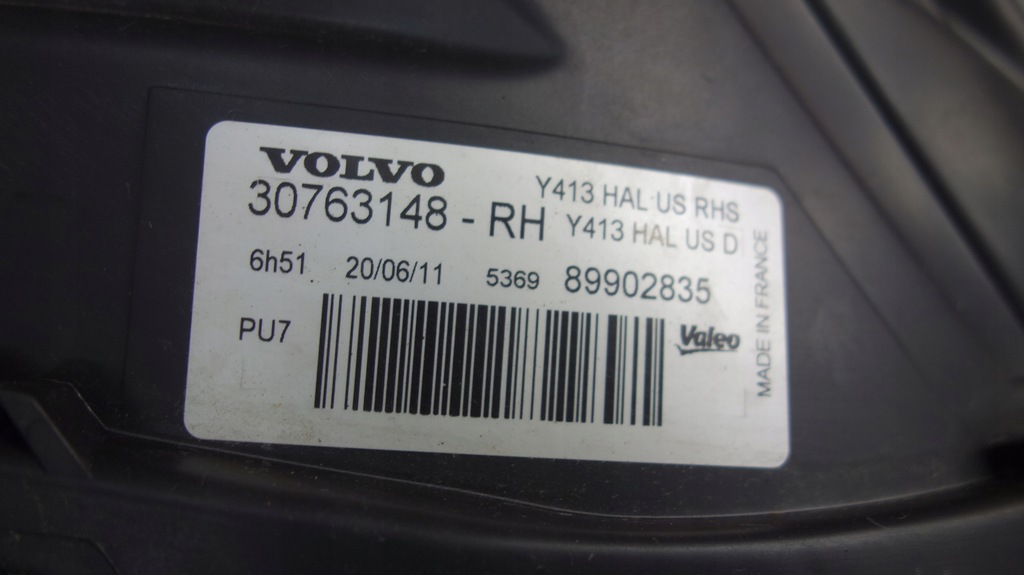 VOLVO
Y413 HAL US RHS
30763148 - RH Y413 HAL US D
6h51 20/06/11 5369 89902835
PU7
Valeo
MADE IN FRANCE